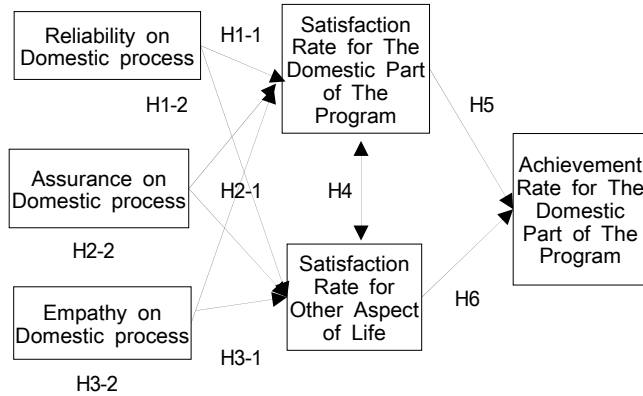 Reliability on
Domestic process
H1-1
H1-2
Satisfaction
Rate for The
Domestic Part
of The
Program
H5
Assurance on
Domestic process
H2-1
H2-2
H4
Achievement
Rate for The
Domestic
Part of The
Program
Satisfaction
Rate for
Other Aspect
of Life
H6
Empathy on
Domestic process
H3-1
H3-2